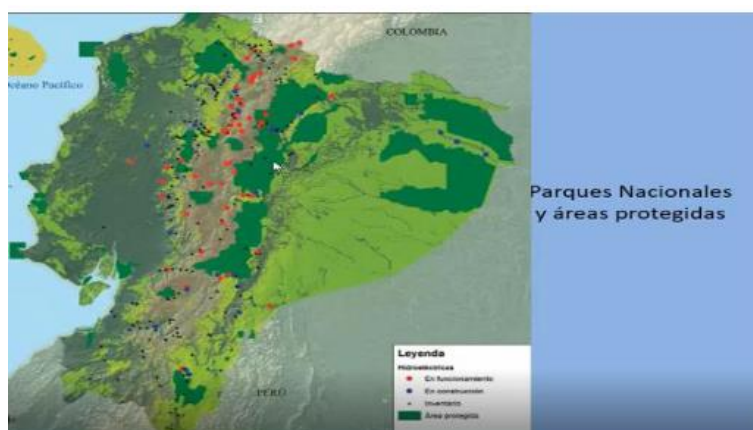 COLOMBIA
Océano Pacífico
Parques Nacionales
y áreas protegidas
PERÚ
Leyenda
Hidroeléctricas
En funcionamiento
En construcción
Inventario
Área protegida